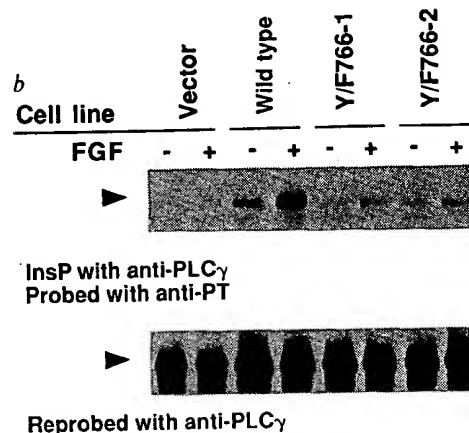 b
Cell line
Vector
Wild type
Y/F766-1
Y/F766-2
FGF - + - + - + - +
InsP with anti-PLCγ
Probed with anti-PT
Reprobed with anti-PLCγ